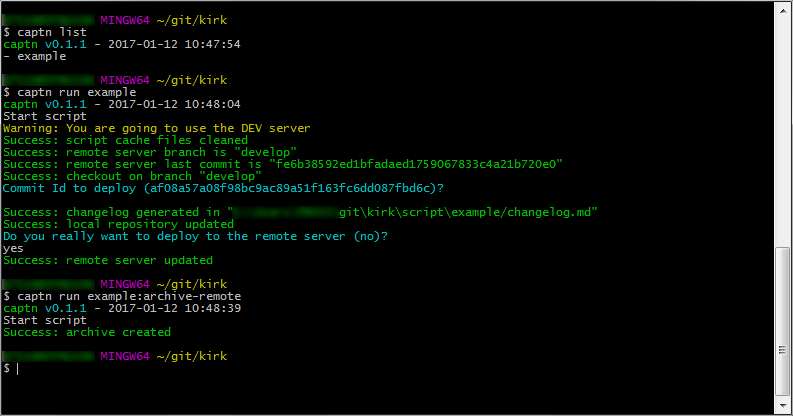 MINGW64 ~/git/kirk
$ captn list
captn v0.1.1 - 2017-01-12 10:47:54
- example
MINGW64 ~/git/kirk
$ captn run example
captn v0.1.1 - 2017-01-12 10:48:04
Start script
Warning: You are going to use the DEV server
Success: script cache files cleaned
Success: remote server branch is "develop"
Success: remote server last commit is "fe6b38592ed1bfadaed1759067833c4a21b720e0"
Success: checkout on branch "develop"
Commit Id to deploy (af08a57a08f98bc9ac89a51f163fc6dd087fbd6c)?
Success: changelog generated in "git\kirk\script\example/changelog.md"
Success: local repository updated
Do you really want to deploy to the remote server (no)?
yes
Success: remote server updated
MINGW64 ~/git/kirk
$ captn run example:archive-remote
captn v0.1.1 - 2017-01-12 10:48:39
Start script
Success: archive created
MINGW64 ~/git/kirk
$